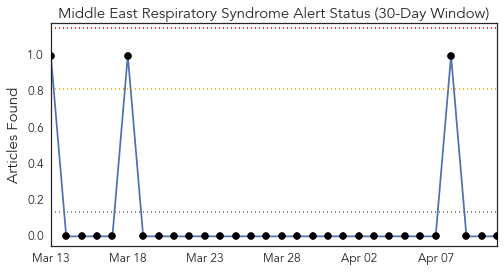 Middle East Respiratory Syndrome Alert Status (30-Day Window)
Articles Found
1.0
0.8
0.6
0.4
0.2
0.0
Mar 13 Mar 18 Mar 23 Mar 28 Apr 02 Apr 07